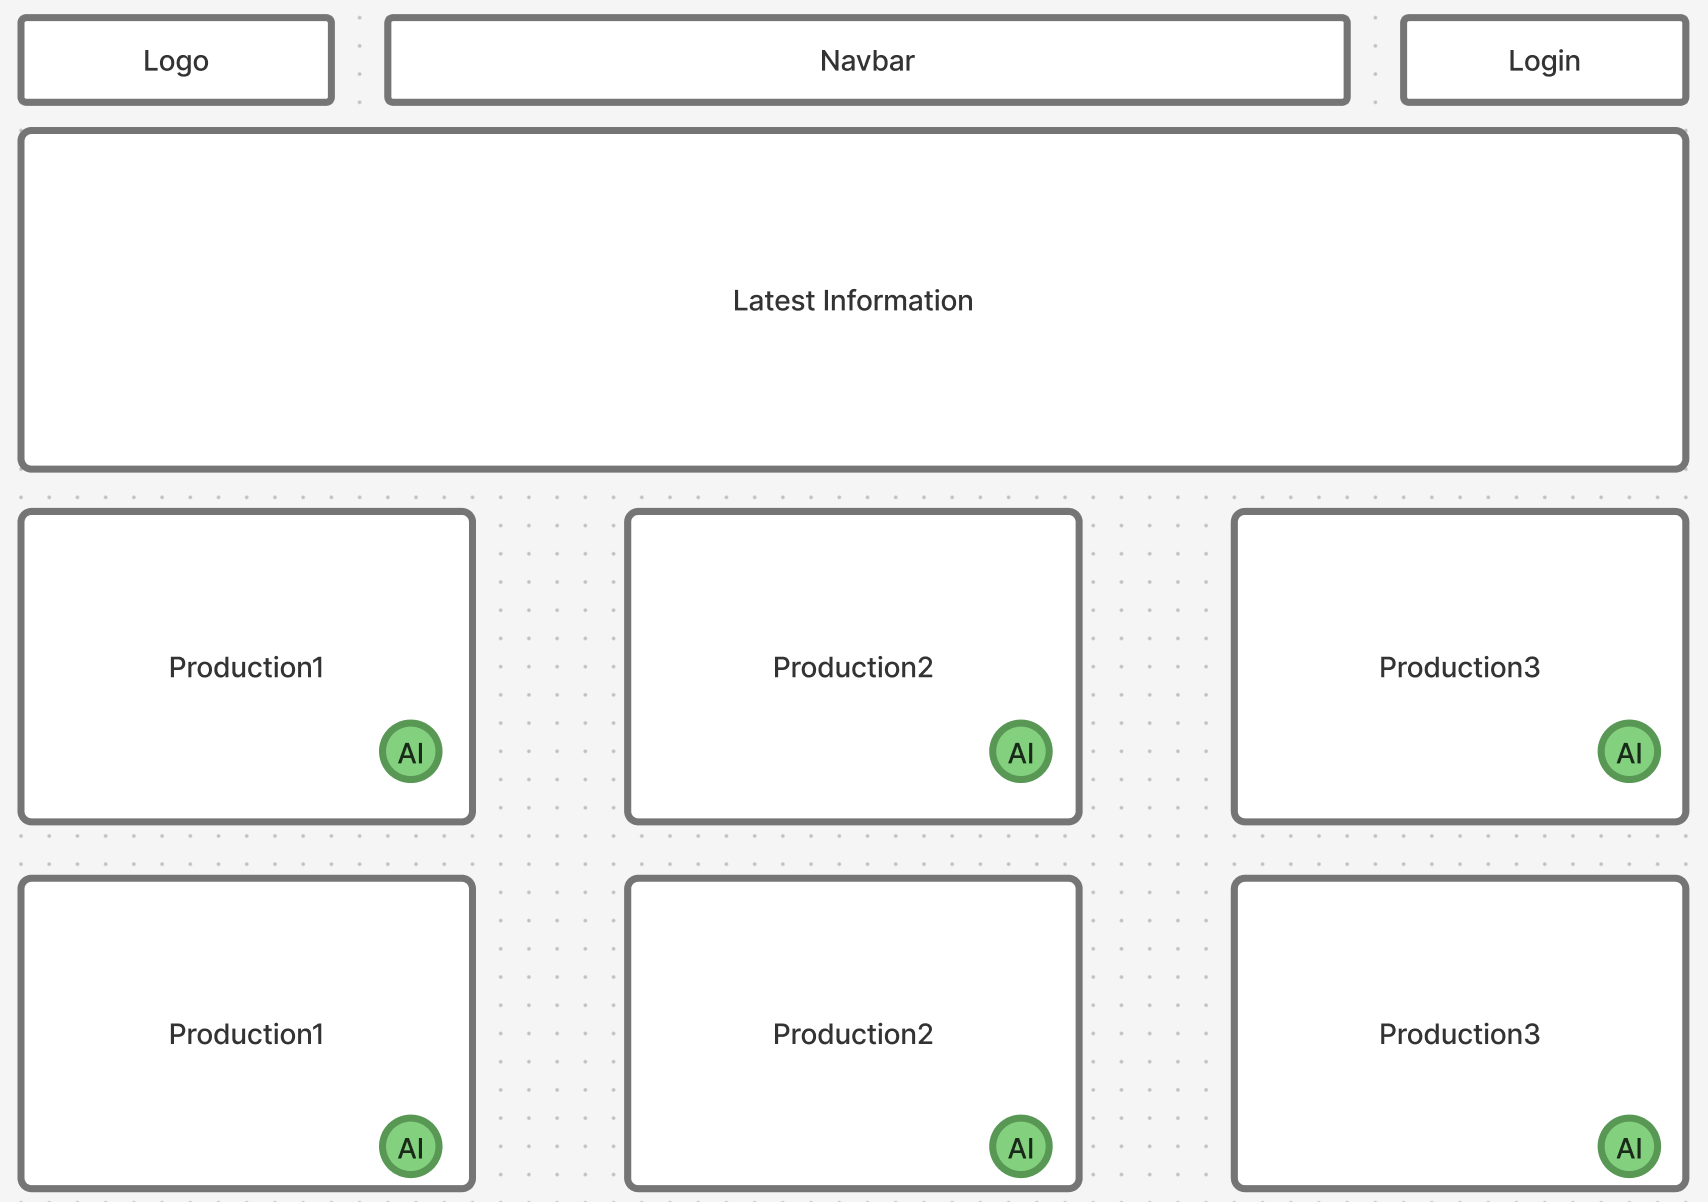 Logo
Navbar
Login
Latest Information
Production1
AI
Production2
AI
Production3
AI
Production1
AI
Production2
AI
Production3
AI